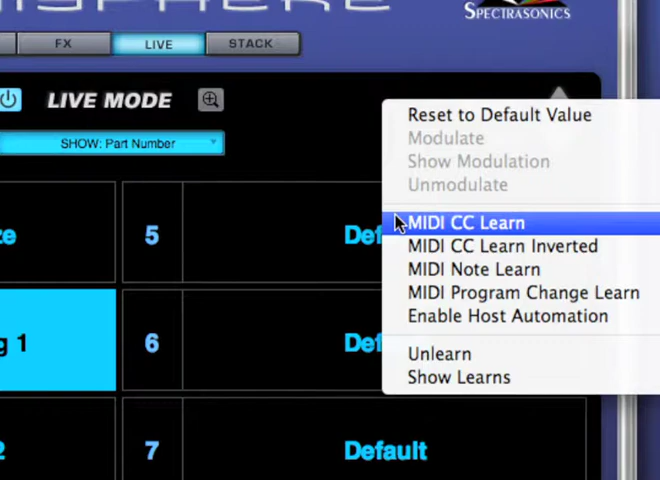 SPECTRASONICS
FX LIVE STACK
LIVE MODE
SHOW: Part Number
Reset to Default Value
Modulate
Show Modulation
Unmodulate
MIDI CC Learn
MIDI CC Learn Inverted
MIDI Note Learn
MIDI Program Change Learn
Enable Host Automation
Unlearn
Show Learns
5
1 6
2 7 Default